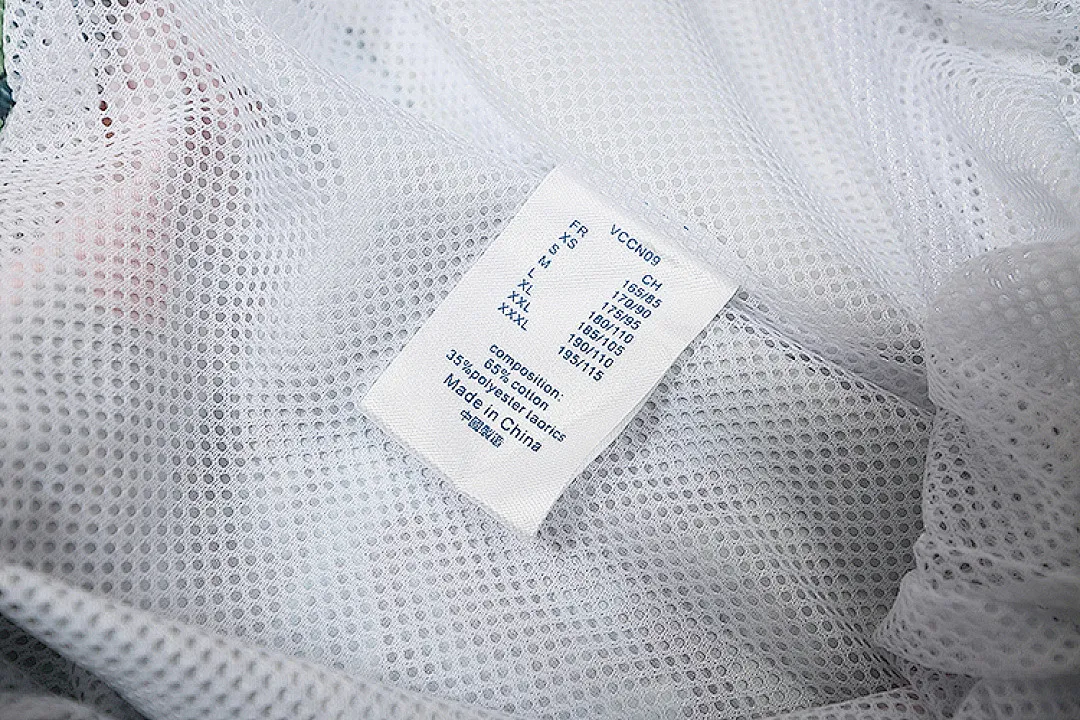 VCCN09
FR CH
XS 165/85
S 170/90
M 175/95
L 180/110
XL 185/105
XXL 190/110
XXXL 195/115
composition:
65% cotton
35%polyester laorics
Made in China
中國製造